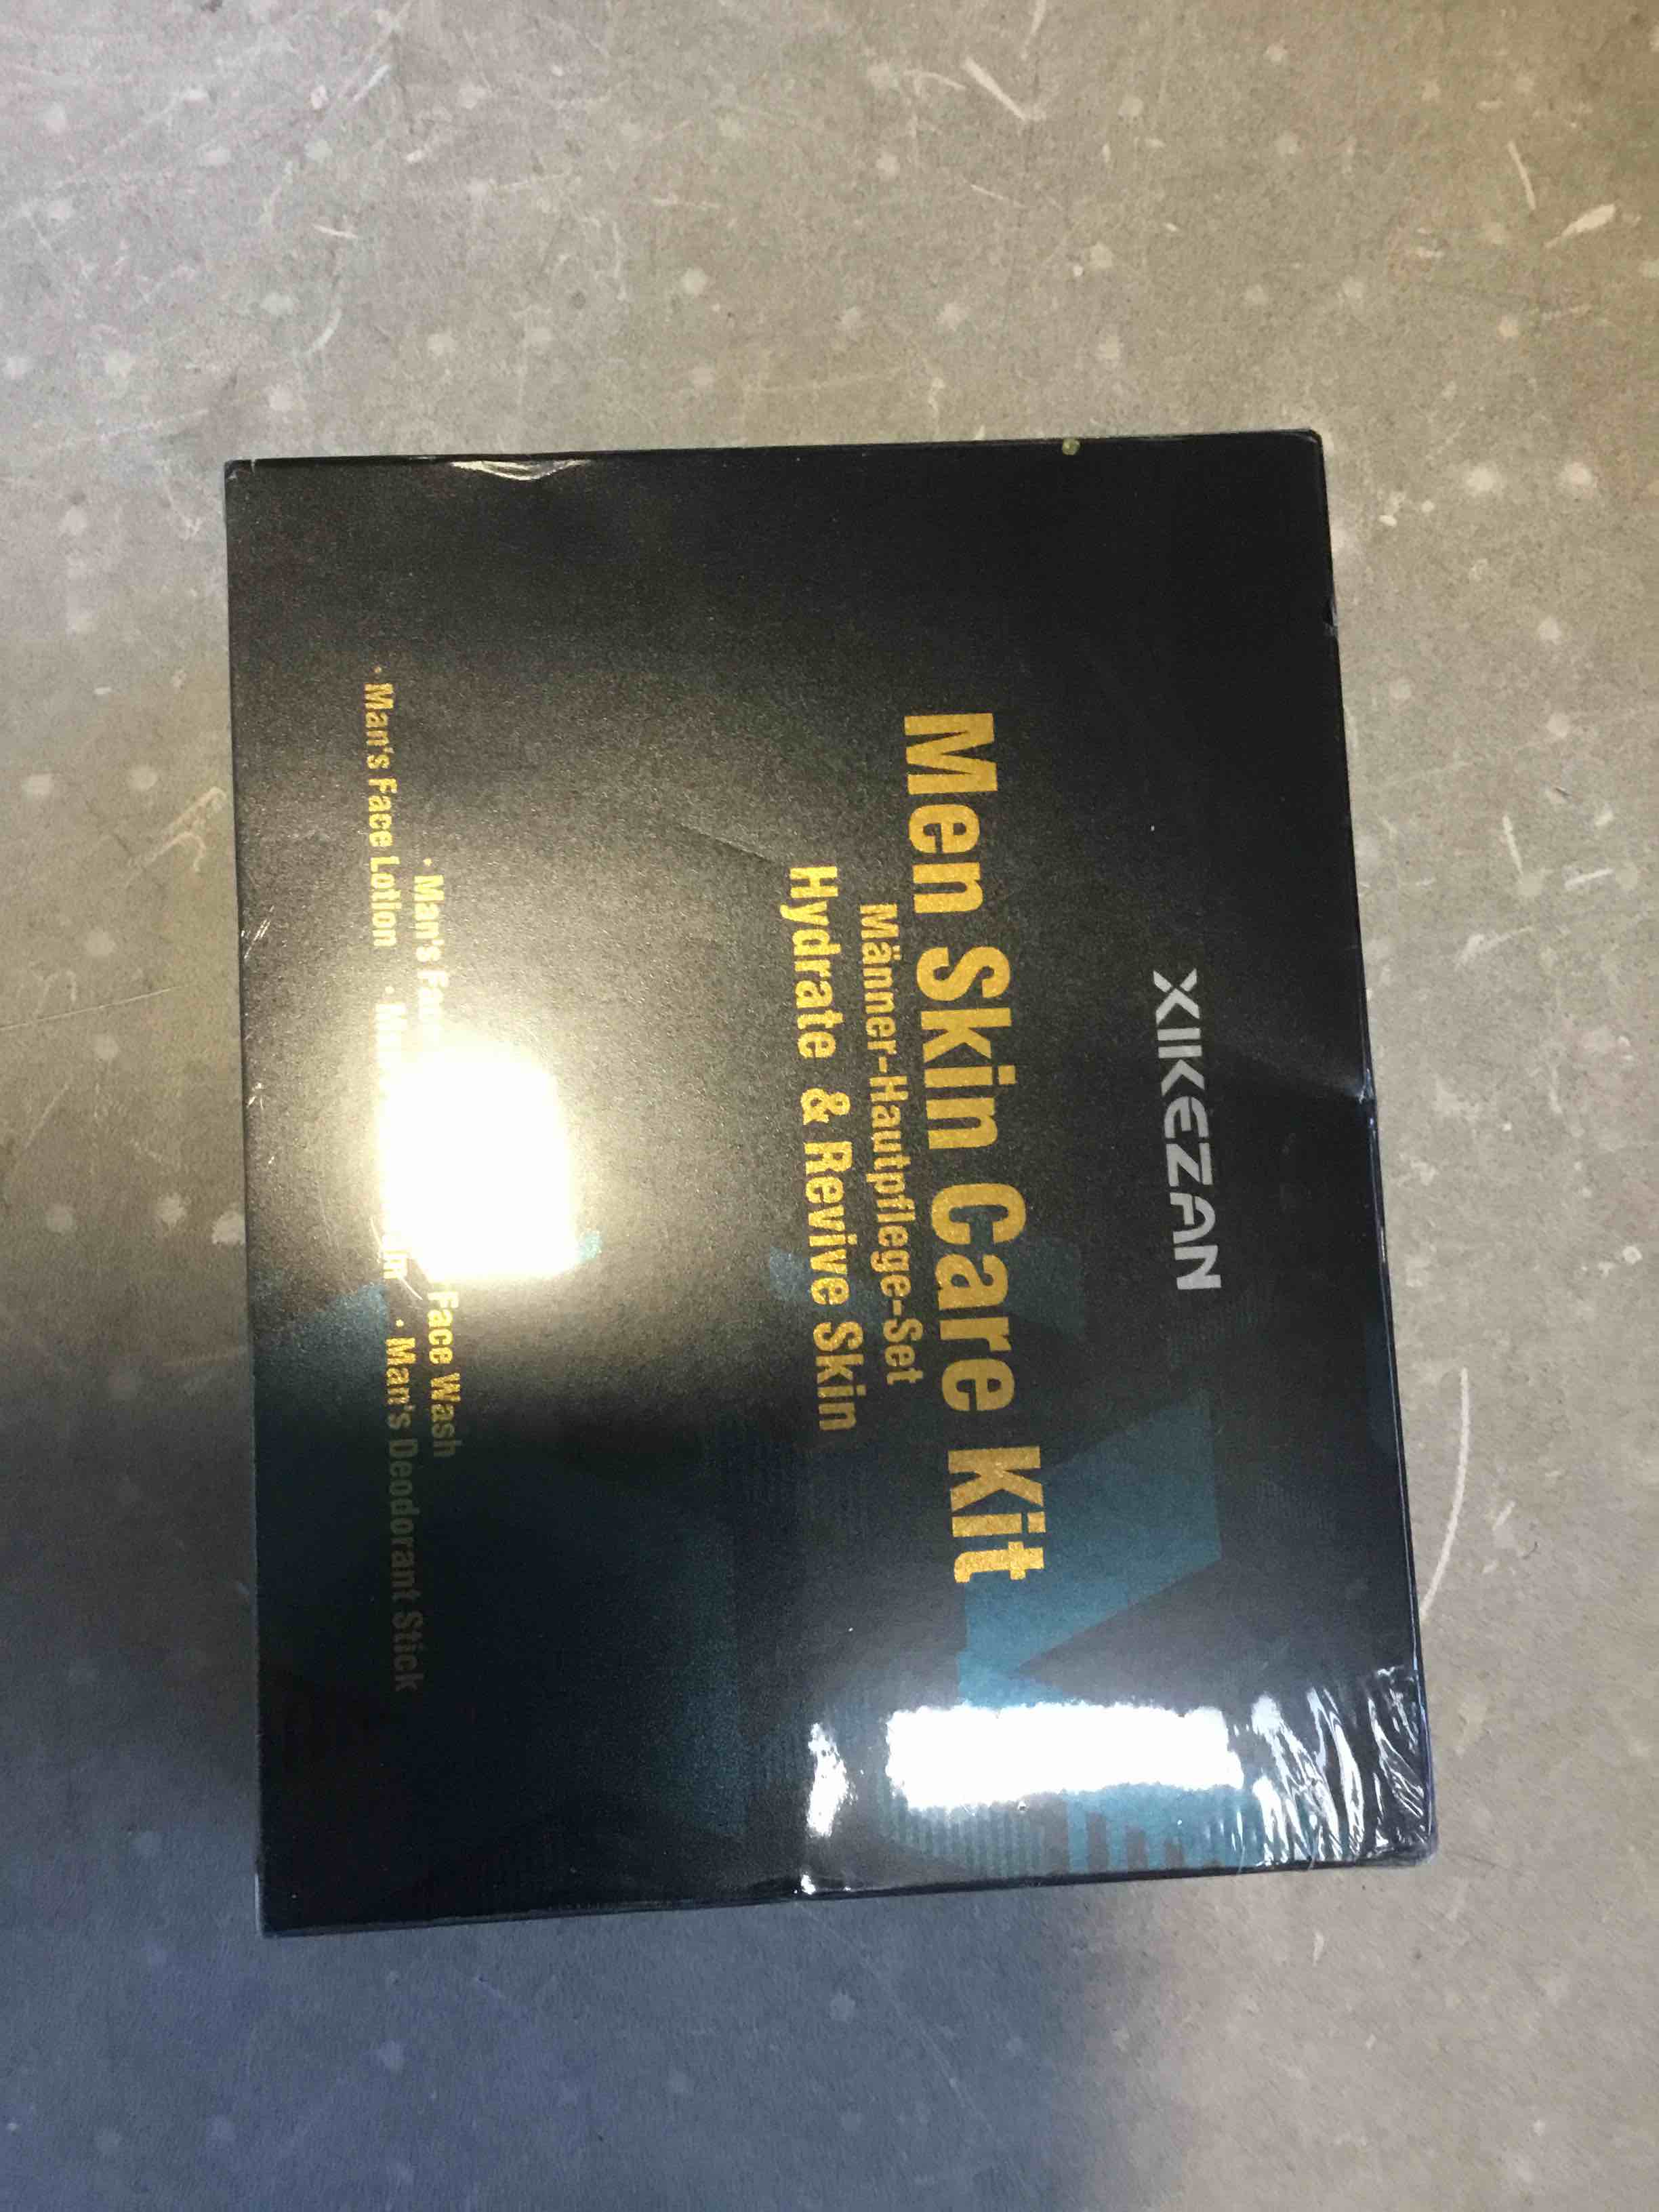 XIKEZAN
Men Skin Care Kit
Männer-Hautpflege-Set
Hydrate & Revive Skin
· Man's Face Wash
· Man's Face Lotion · · Man's Deodorant Stick